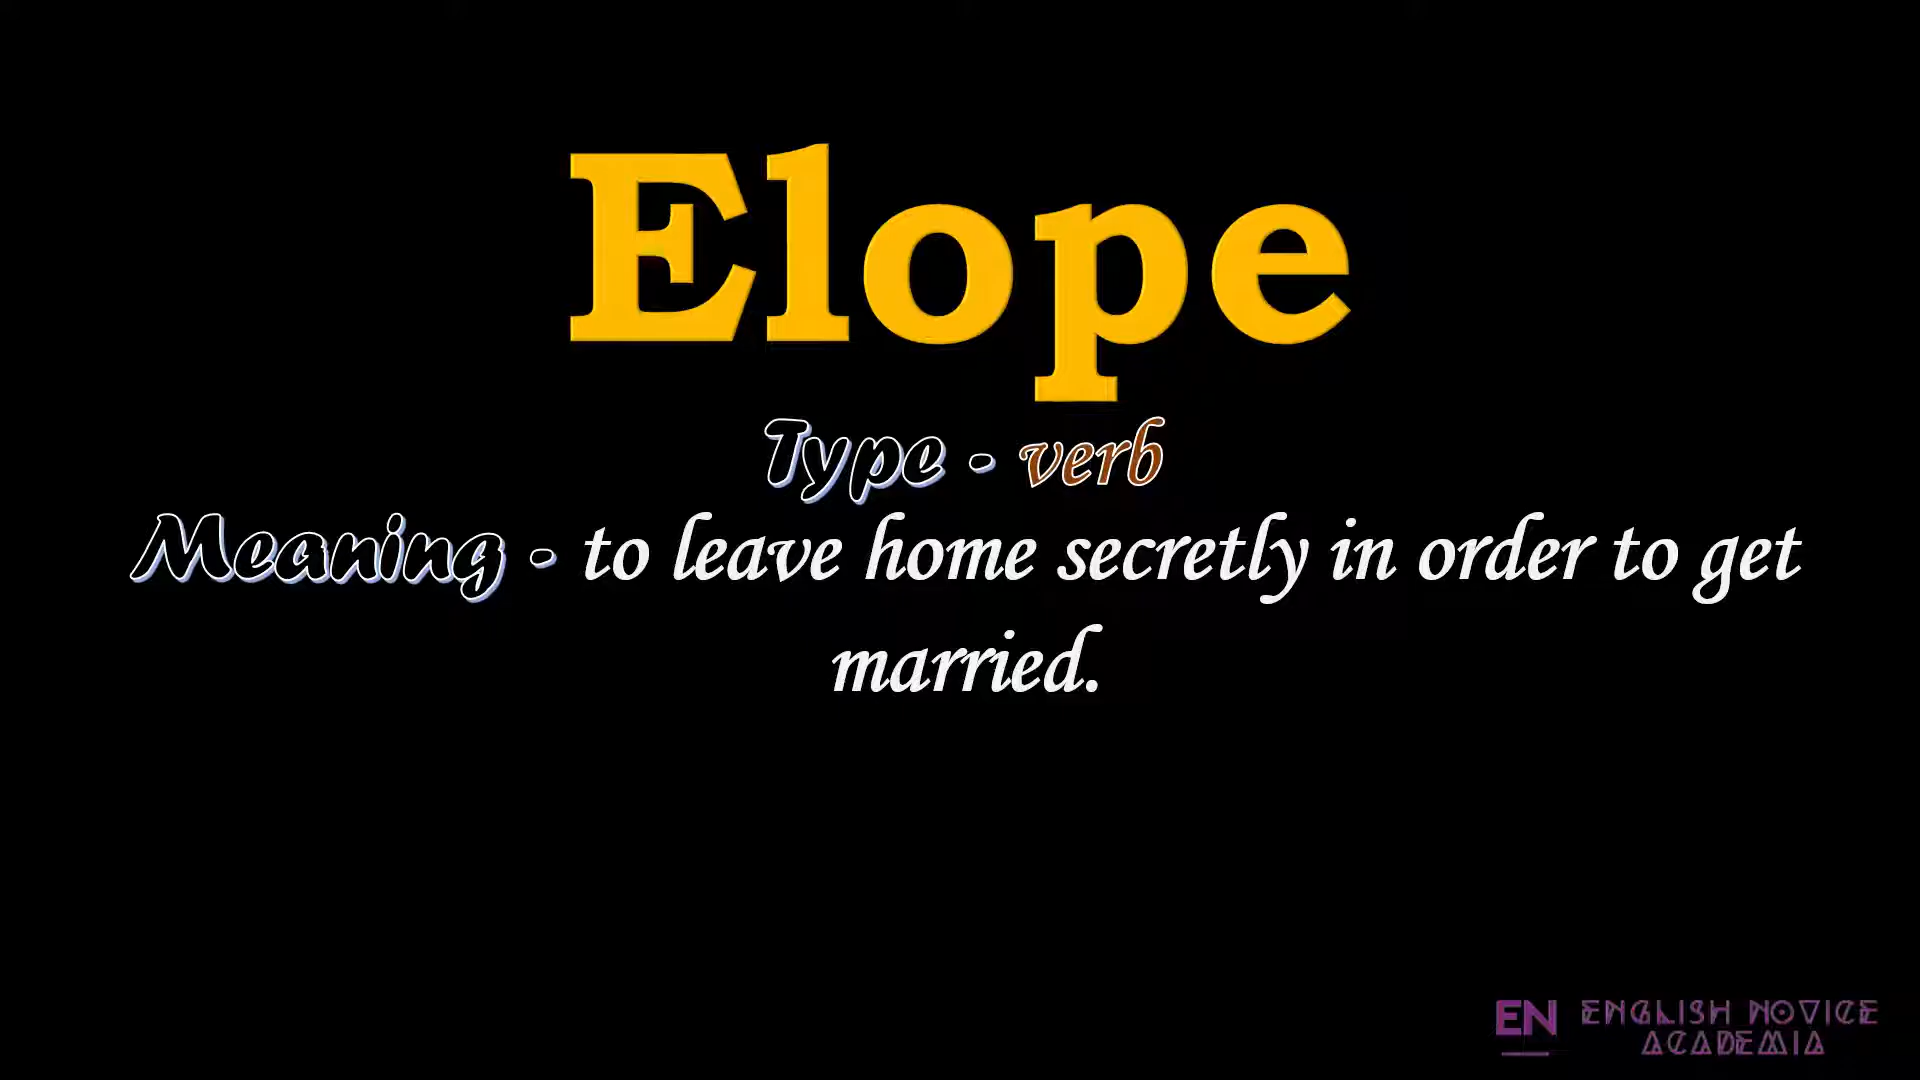 Elope
Type - verb
Meaning - to leave home secretly in order to get
married.
EN ENGLISH NOVICE
ACADEMIA